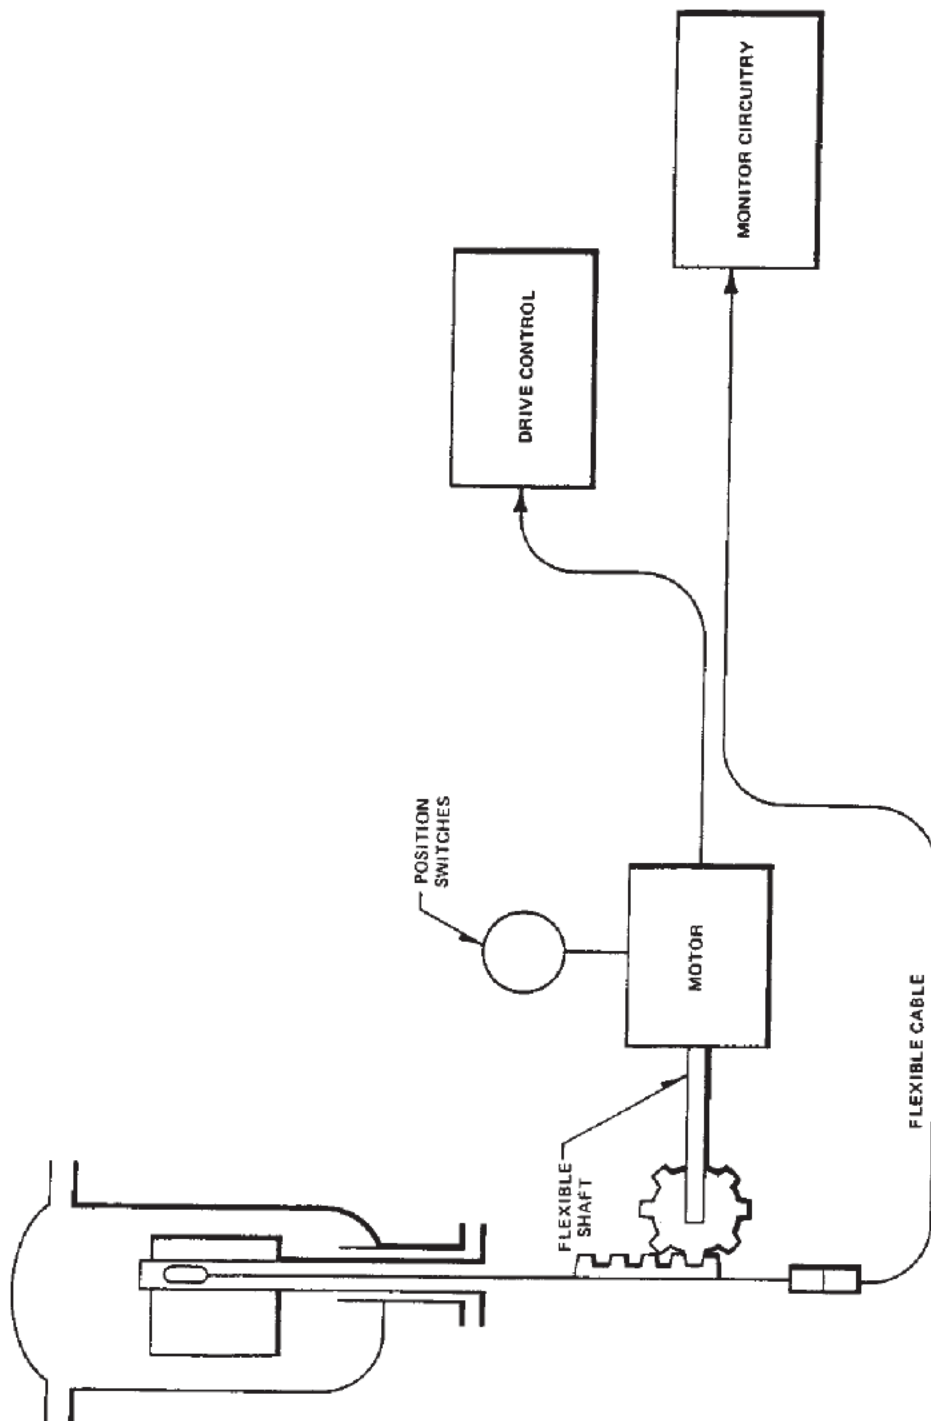 MONITOR CIRCUITRY
DRIVE CONTROL
POSITION
SWITCHES
MOTOR
FLEXIBLE
SHAFT
FLEXIBLE CABLE